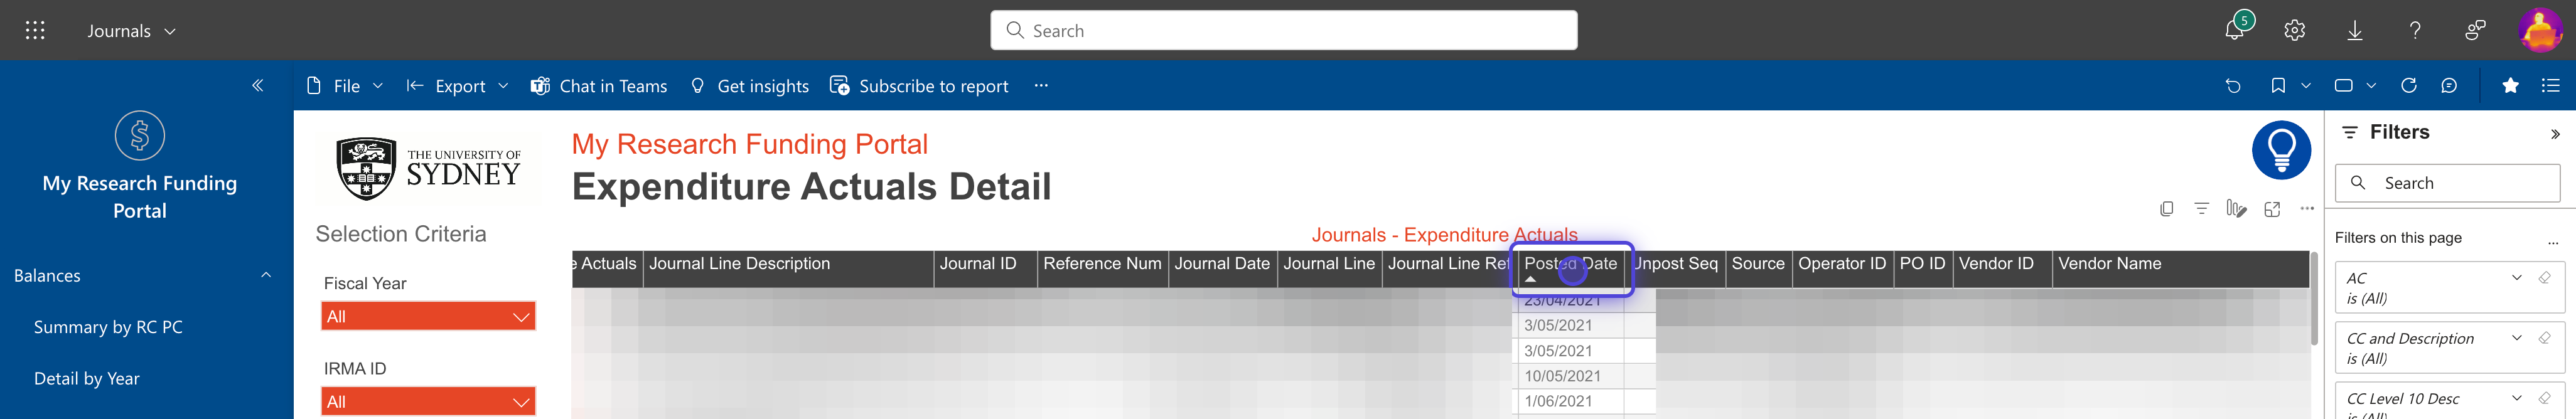 Journals
Search
5
File
Export
Chat in Teams
Get insights
Subscribe to report
...
My Research Funding
Portal
Balances
Summary by RC PC
Detail by Year
THE UNIVERSITY OF
SYDNEY
Selection Criteria
Fiscal Year
All
IRMA ID
All
My Research Funding Portal
Expenditure Actuals Detail
Journals - Expenditure Actuals
e Actuals
Journal Line Description
Journal ID
Reference Num
Journal Date
Journal Line
Journal Line Ref
Posted Date
Unpost Seq
Source
Operator ID
PO ID
Vendor ID
Vendor Name
23/04/2021
3/05/2021
3/05/2021
10/05/2021
1/06/2021
Filters
Search
Filters on this page
...
AC
is (All)
CC and Description
is (All)
CC Level 10 Desc
is (All)